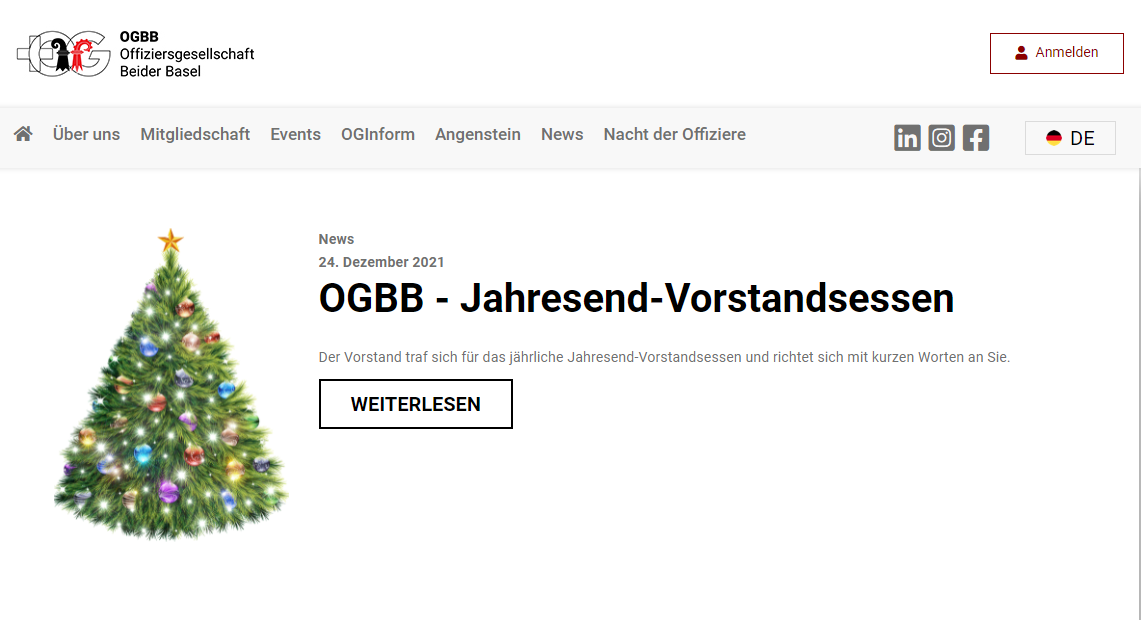 OGBB
Offiziersgesellschaft
Beider Basel
Anmelden
Über uns Mitgliedschaft Events OGInform Angenstein News Nacht der Offiziere
DE
News
24. Dezember 2021
OGBB - Jahresend-Vorstandsessen
Der Vorstand traf sich für das jährliche Jahresend-Vorstandsessen und richtet sich mit kurzen Worten an Sie.
WEITERLESEN